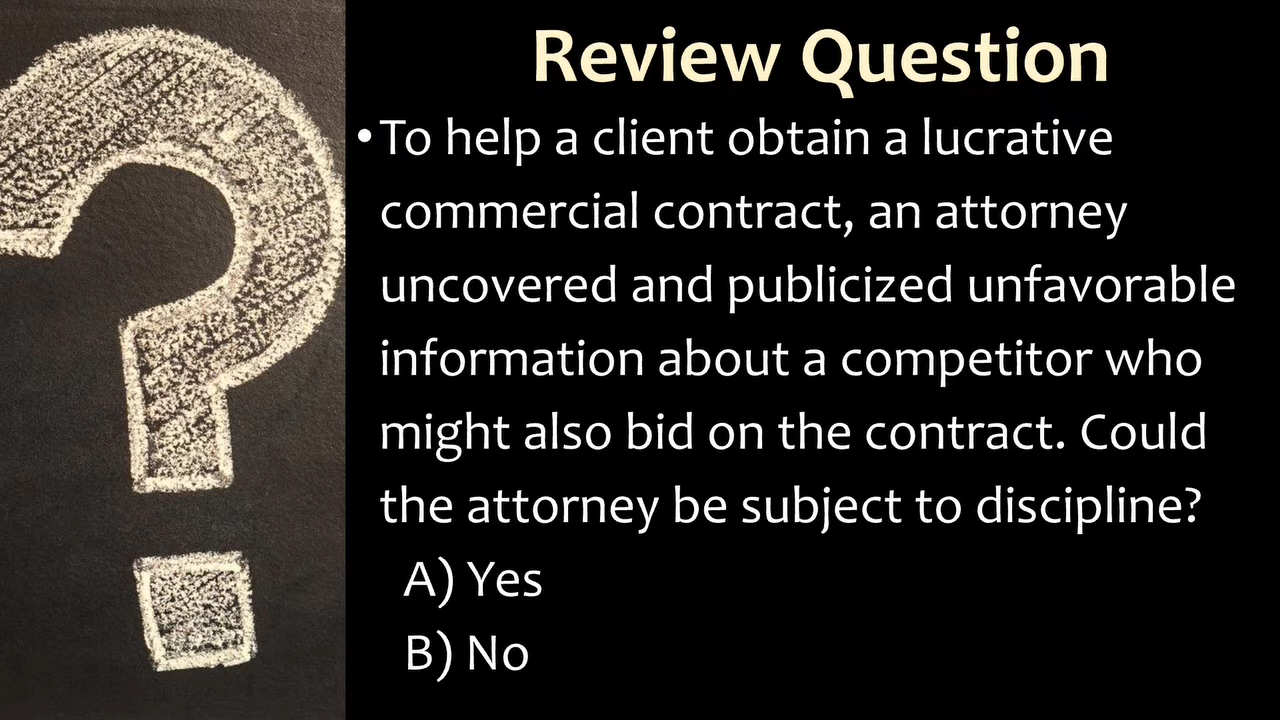 Review Question
•To help a client obtain a lucrative
commercial contract, an attorney
uncovered and publicized unfavorable
information about a competitor who
might also bid on the contract. Could
the attorney be subject to discipline?
A) Yes
B) No